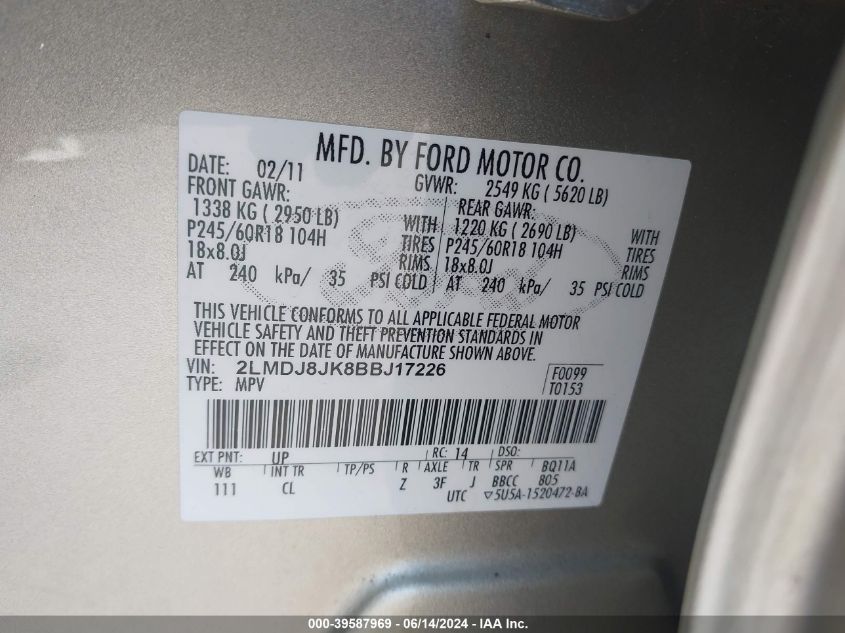 MFD. BY FORD MOTOR CO.
DATE: 02/11 GVWR: 2549 KG ( 5620 LB)
FRONT GAWR: REAR GAWR:
1338 KG ( 2950 LB) WITH 1220 KG ( 2690 LB) WITH
P245/60R18 104H TIRES P245/60R18 104H TIRES
18x8.0J RIMS 18x8.0J RIMS
AT 240 kPa/ 35 PSI COLD AT 240 kPa/ 35 PSI COLD
THIS VEHICLE CONFORMS TO ALL APPLICABLE FEDERAL MOTOR
VEHICLE SAFETY AND THEFT PREVENTION STANDARDS IN
EFFECT ON THE DATE OF MANUFACTURE SHOWN ABOVE.
VIN: 2LMDJ8JK8BBJ17226 F0099
TYPE: MPV T0153
EXT PNT: UP RC: 14 DSO:
WB INT TR TP/PS R AXLE TR SPR BQ11A
111 CL Z 3F J BBCC 805
UTC ▽5U5A-1520472-BA
000-39587969 - 06/14/2024 - IAA Inc.